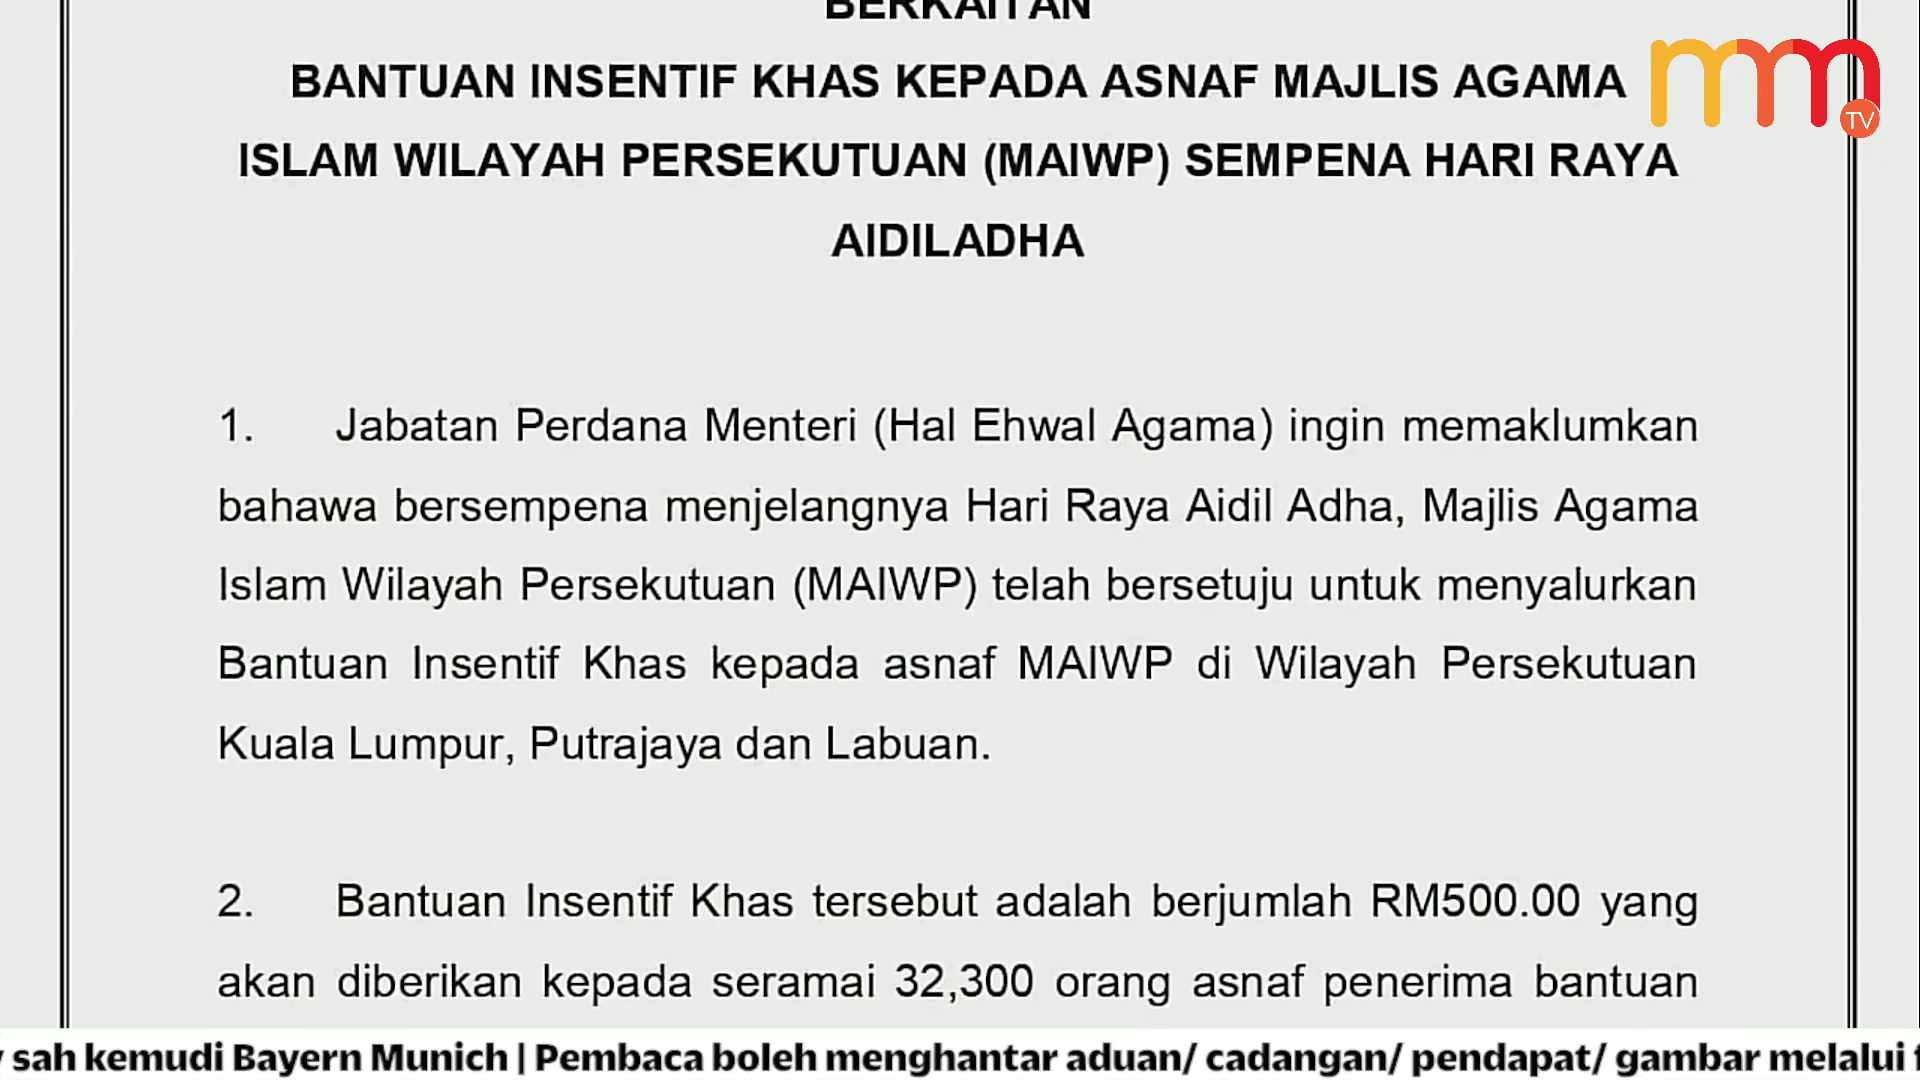 BERKAITAN
BANTUAN INSENTIF KHAS KEPADA ASNAF MAJLIS AGAMA
ISLAM WILAYAH PERSEKUTUAN (MAIWP) SEMPENA HARI RAYA
AIDILADHA
mm
TV
1. Jabatan Perdana Menteri (Hal Ehwal Agama) ingin memaklumkan
bahawa bersempena menjelangnya Hari Raya Aidil Adha, Majlis Agama
Islam Wilayah Persekutuan (MAIWP) telah bersetuju untuk menyalurkan
Bantuan Insentif Khas kepada asnaf MAIWP di Wilayah Persekutuan
Kuala Lumpur, Putrajaya dan Labuan.
2. Bantuan Insentif Khas tersebut adalah berjumlah RM500.00 yang
akan diberikan kepada seramai 32,300 orang asnaf penerima bantuan
sah kemudi Bayern Munich | Pembaca boleh menghantar aduan/ cadangan/ pendapat/ gambar melalui